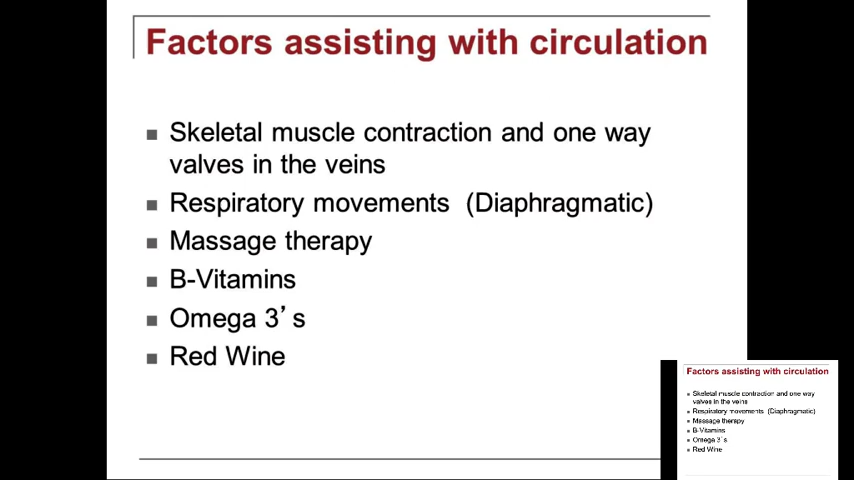 Factors assisting with circulation
Skeletal muscle contraction and one way
valves in the veins
Respiratory movements (Diaphragmatic)
Massage therapy
B-Vitamins
Omega 3's
Red Wine
Factors assisting with circulation
Skeletal muscle contraction and one way
valves in the veins
Respiratory movements (Diaphragmatic)
Massage therapy
B-Vitamins
Omega 3's
Red Wine